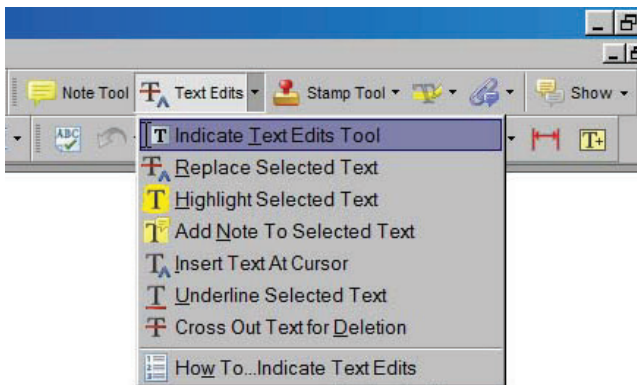 Note Tool Text Edits Stamp Tool Show
ABC T+
T Indicate Text Edits Tool
T Replace Selected Text
T Highlight Selected Text
T Add Note To Selected Text
T Insert Text At Cursor
T Underline Selected Text
T Cross Out Text for Deletion
How To...Indicate Text Edits